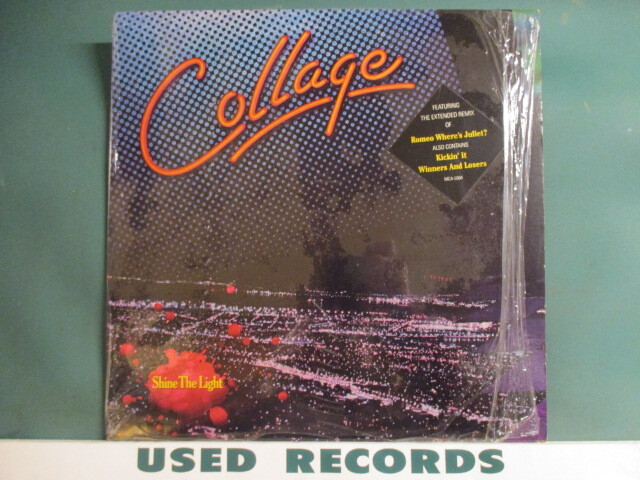 Collage
FEATURING
THE EXTENDED REMIX
OF
Romeo Where's Juliet?
ALSO CONTAINS
Kickin' It
Winners And Losers
Shine The Light
USED RECORDS